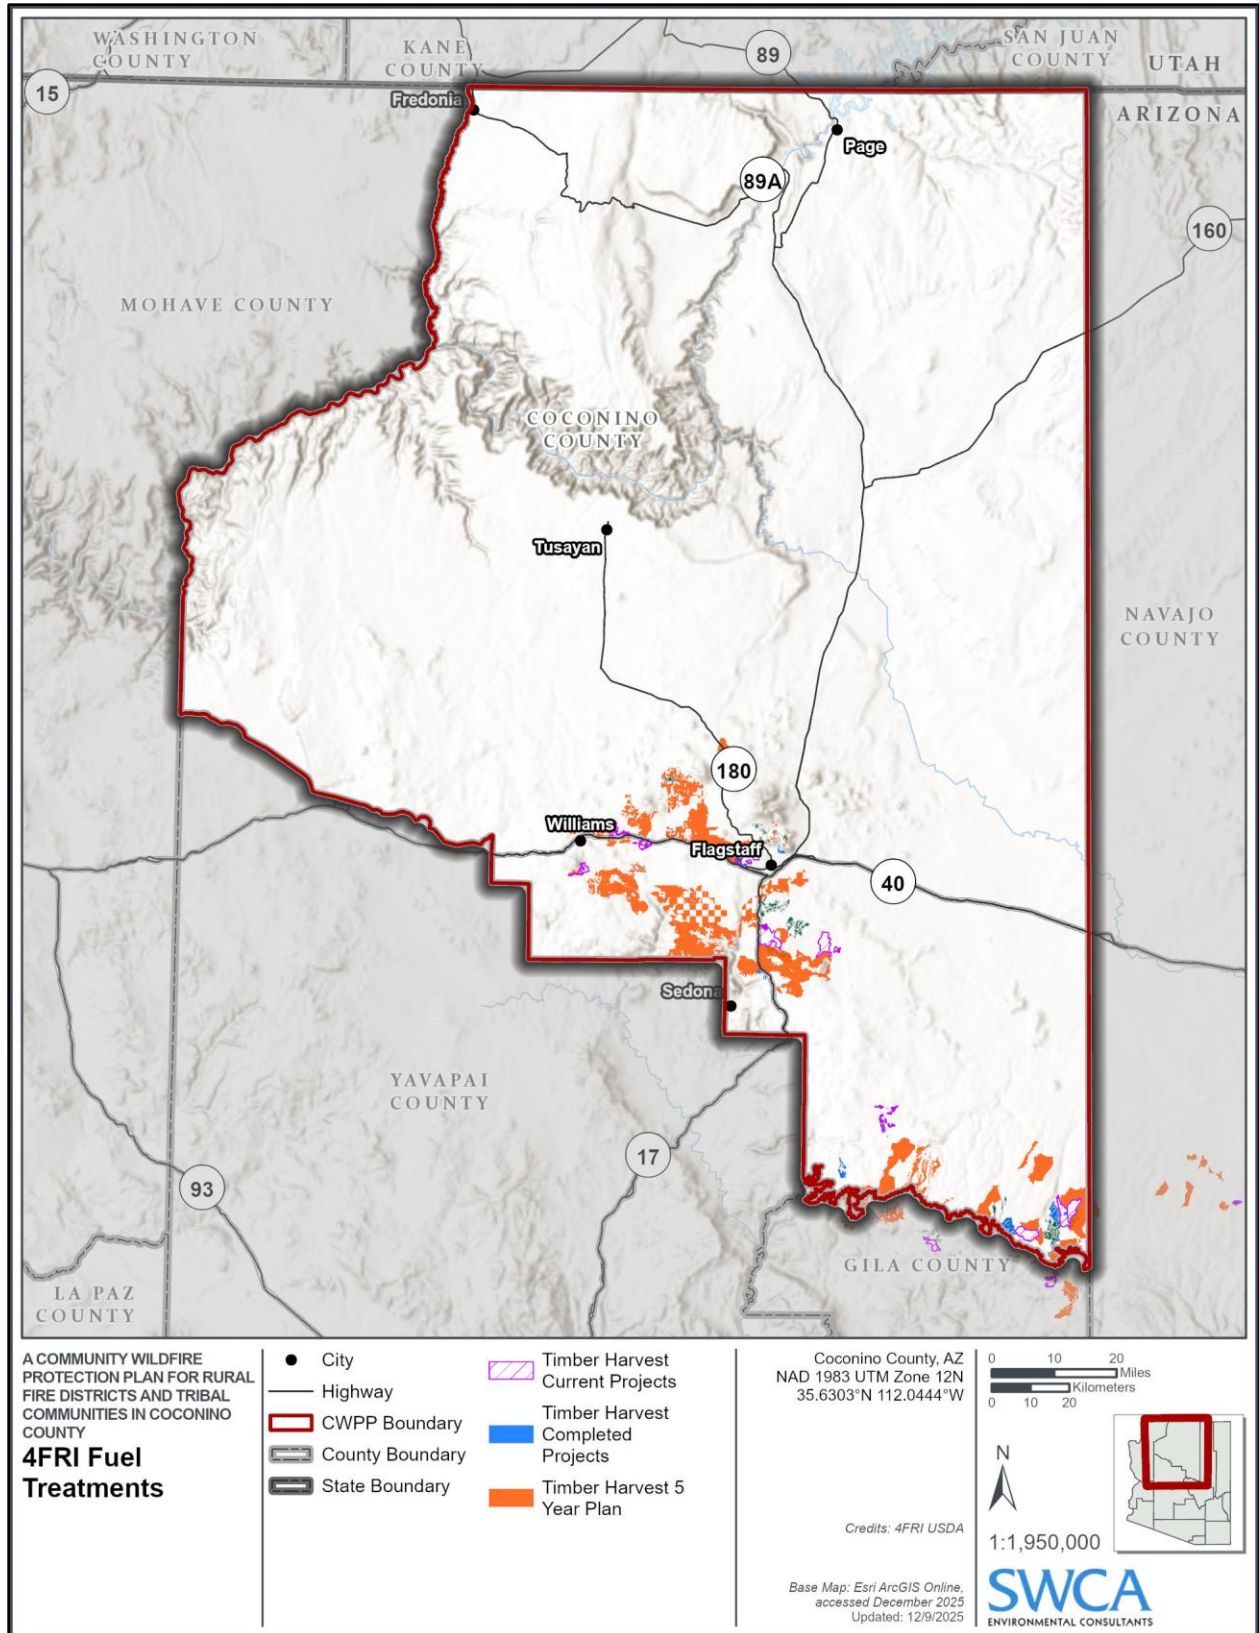 WASHINGTON
COUNTY
KANE
COUNTY
89
SAN JUAN
COUNTY
UTAH
15
Fredonia
ARIZONA
Page
89A
160
MOHAVE COUNTY
COCONINO
COUNTY
Tusayan
NAVAJO
COUNTY
180
Williams
Flagstaff
40
Sedona
YAVAPAI
COUNTY
17
93
GILA COUNTY
LA PAZ
COUNTY
A COMMUNITY WILDFIRE
PROTECTION PLAN FOR RURAL
FIRE DISTRICTS AND TRIBAL
COMMUNITIES IN COCONINO
COUNTY
4FRI Fuel
Treatments
City
Highway
CWPP Boundary
County Boundary
State Boundary
Timber Harvest
Current Projects
Timber Harvest
Completed
Projects
Timber Harvest 5
Year Plan
Coconino County, AZ
NAD 1983 UTM Zone 12N
35.6303°N 112.0444°W
Credits: 4FRI USDA
Base Map: Esri ArcGIS Online,
accessed December 2025
Updated: 12/9/2025
0 10 20
Miles
Kilometers
0 10 20
N
1:1,950,000
SWCA
ENVIRONMENTAL CONSULTANTS